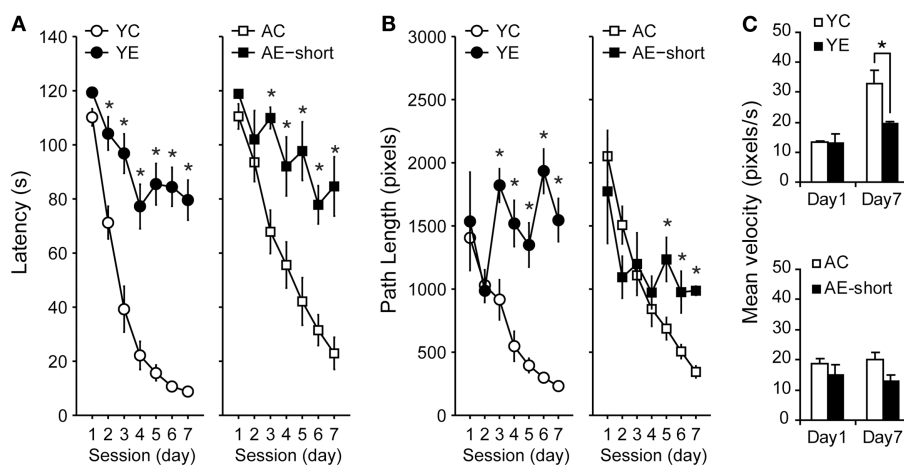 A
YC
YE
AC
AE−short
Latency (s)
140
120
100
80
60
40
20
0
* * * * * *
* * * * *
1 2 3 4 5 6 7
1 2 3 4 5 6 7
Session (day)
Session (day)
B
YC
YE
AC
AE−short
Path Length (pixels)
3000
2500
2000
1500
1000
500
0
* * * * *
* * *
1 2 3 4 5 6 7
1 2 3 4 5 6 7
Session (day)
Session (day)
C
YC
YE
Mean velocity (pixels/s)
50
40
30
20
10
0
*
Day1 Day7
AC
AE-short
50
40
30
20
10
0
Day1 Day7